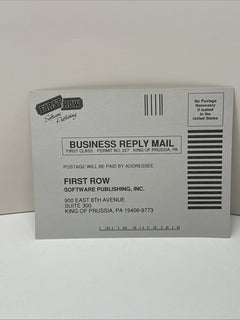 FIRST ROW
Software Publishing
No Postage
Necessary
if mailed
in the
United States
BUSINESS REPLY MAIL
FIRST CLASS PERMIT NO. 227 KING OF PRUSSIA, PA
POSTAGE WILL BE PAID BY ADDRESSEE
FIRST ROW
SOFTWARE PUBLISHING, INC.
900 EAST 8TH AVENUE
SUITE 300
KING OF PRUSSIA, PA 19406-9773